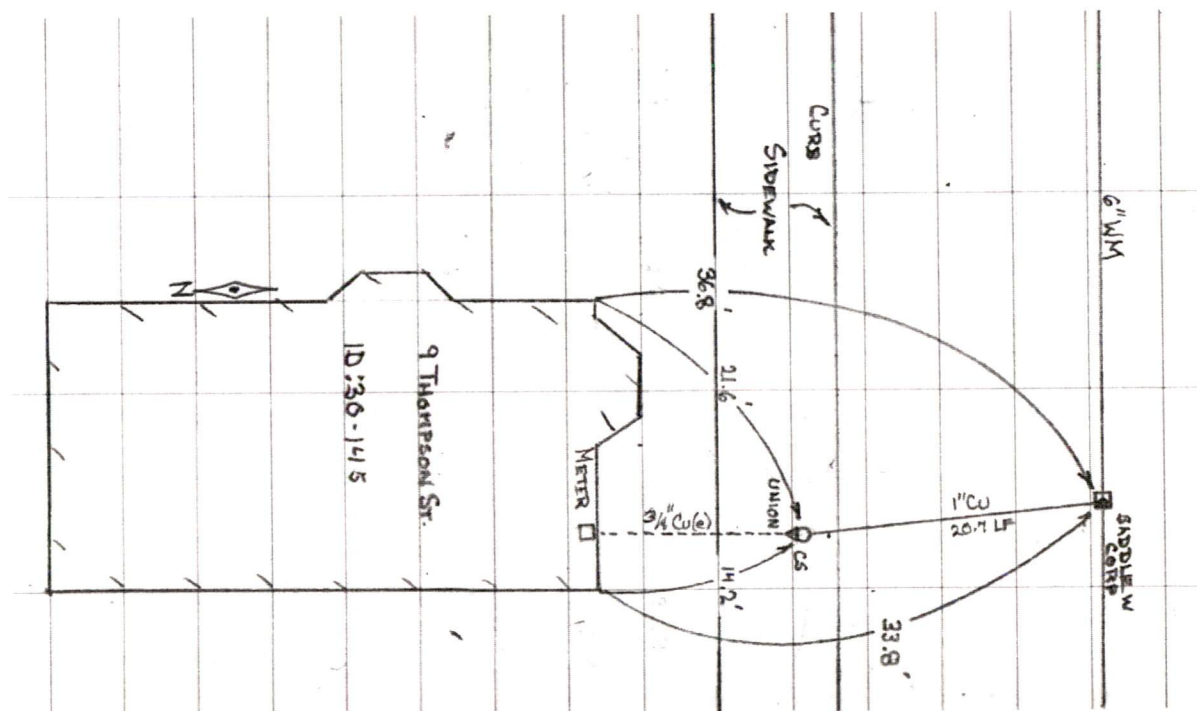 CURB
SIDEWALK
6" WM
36.8'
21.6'
N
9 THOMPSON ST.
ID: 36-145
METER
3/4" CU(e)
UNION
CS
1" CU
20.7 LF
SADDLE W
CORP
14.2'
33.8'